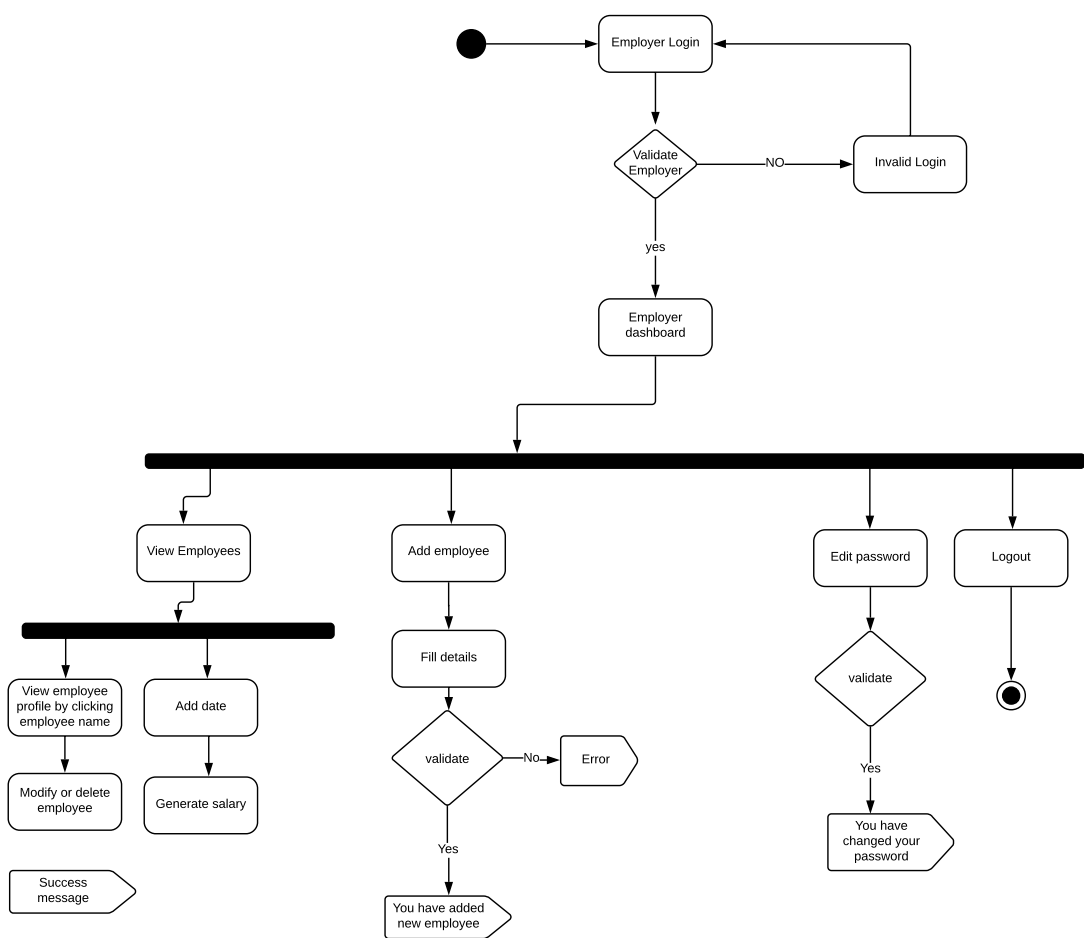 Employer Login
Validate
Employer
NO
Invalid Login
yes
Employer
dashboard
View Employees
Add employee
Edit password
Logout
View employee
profile by clicking
employee name
Add date
Fill details
validate
Modify or delete
employee
Generate salary
validate
No
Error
Yes
You have
changed your
password
Yes
Success
message
You have added
new employee